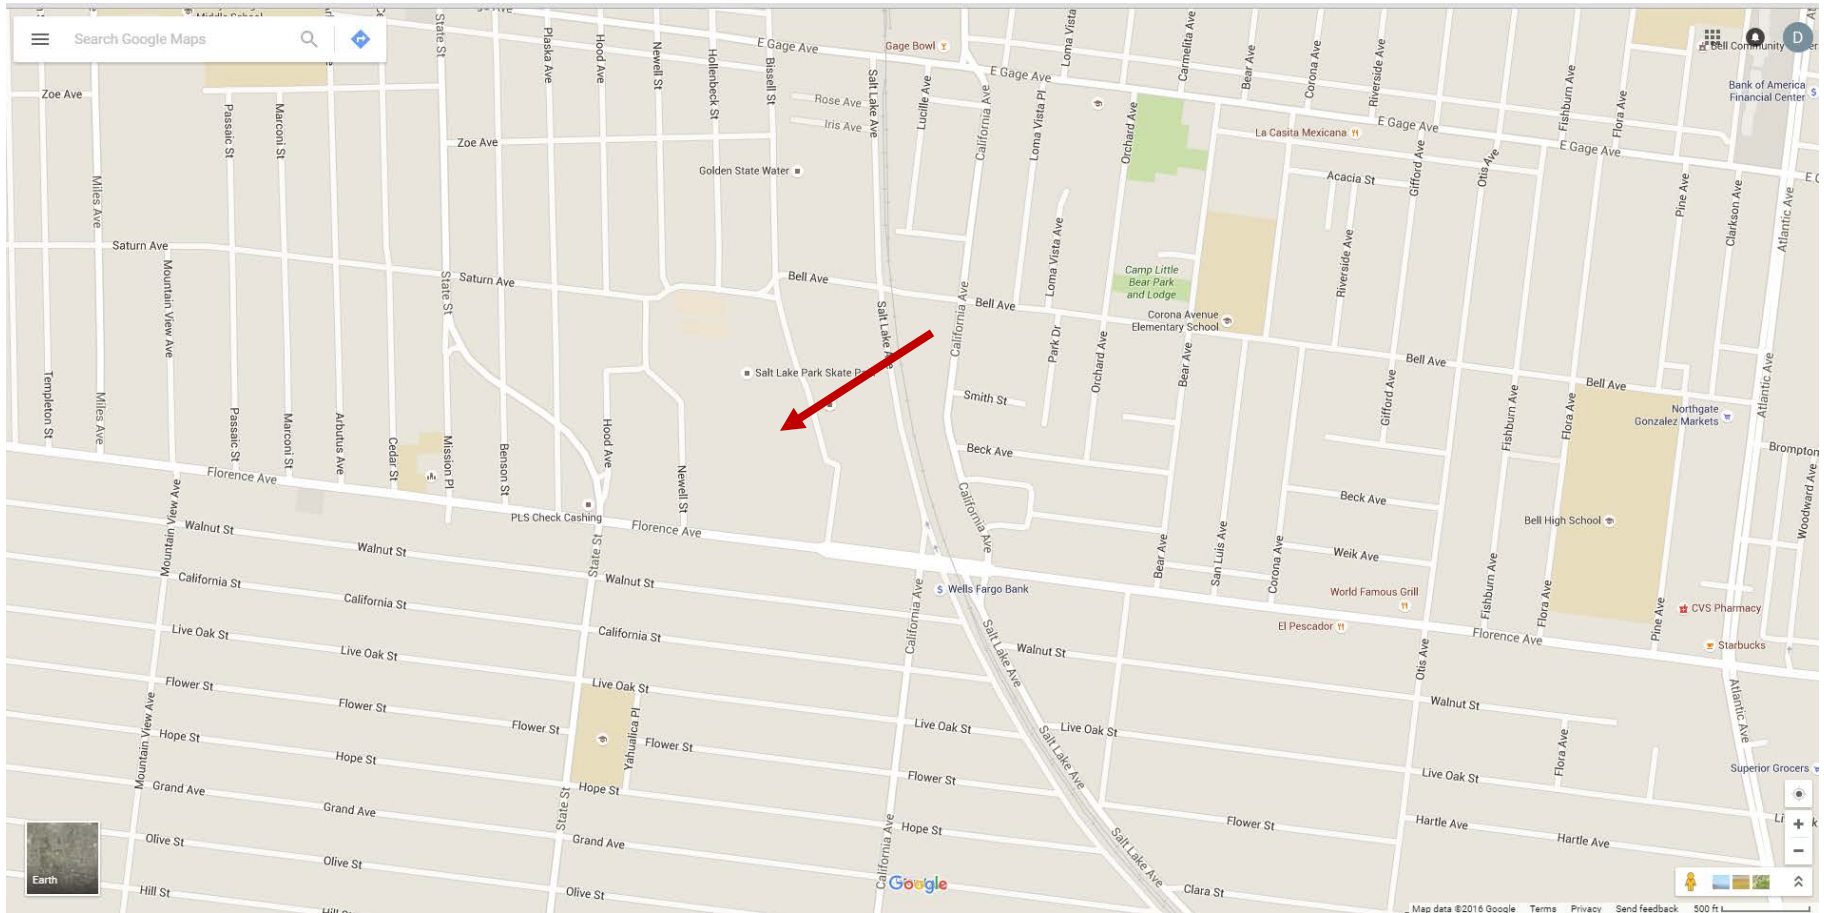 Middle School
Search Google Maps
State St
Plaska Ave
Hood Ave
Newell St
Hollenbeck St
Bissell St
E Gage Ave
Gage Bowl
Loma Vista
Carmelita Ave
Bear Ave
Corona Ave
Riverside Ave
Bell Community
D
Zoe Ave
Passaic St
Marconi St
Zoe Ave
Rose Ave
Iris Ave
Salt Lake Ave
Lucille Ave
E Gage Ave
California Ave
Loma Vista Pl
Orchard Ave
La Casita Mexicana
E Gage Ave
Fishburn Ave
Flora Ave
Bank of America
Financial Center
E Gage Ave
Golden State Water
Miles Ave
Acacia St
Gifford Ave
Otis Ave
Pine Ave
Clarkson Ave
Atlantic Ave
Saturn Ave
Mountain View Ave
State St
Saturn Ave
Bell Ave
Loma Vista Ave
Camp Little
Bear Park
and Lodge
Riverside Ave
Salt Lake Ave
California Ave
Bell Ave
Corona Avenue
Elementary School
Park Dr
Orchard Ave
Bear Ave
Bell Ave
Bell Ave
Salt Lake Park Skate Park
Smith St
Templeton St
Miles Ave
Passaic St
Marconi St
Arbutus Ave
Cedar St
Mission Pl
Benson St
Hood Ave
Newell St
Gifford Ave
Fishburn Ave
Flora Ave
Northgate
Gonzalez Markets
Atlantic Ave
Brompton
Beck Ave
Florence Ave
Mountain View Ave
PLS Check Cashing
Florence Ave
California Ave
Beck Ave
Bell High School
Woodward Ave
Walnut St
Walnut St
State St
Walnut St
Bear Ave
San Luis Ave
Corona Ave
Weik Ave
California St
California St
Wells Fargo Bank
World Famous Grill
Fishburn Ave
Flora Ave
Pine Ave
CVS Pharmacy
Live Oak St
Live Oak St
California St
California Ave
Salt Lake Ave
Walnut St
El Pescador
Florence Ave
Starbucks
Otis Ave
Flower St
Flower St
Live Oak St
Walnut St
Atlantic Ave
Mountain View Ave
Hope St
Hope St
Flower St
Yahualica Pl
Flower St
Live Oak St
Live Oak St
Salt Lake Ave
Flora Ave
Superior Grocers
Grand Ave
Grand Ave
State St
Hope St
Flower St
Live Oak St
Olive St
Olive St
Grand Ave
California Ave
Hope St
Salt Lake Ave
Flower St
Hartle Ave
Hartle Ave
Earth
Hill St
Olive St
Google
Clara St
Map data ©2016 Google
Terms
Privacy
Send feedback
500 ft